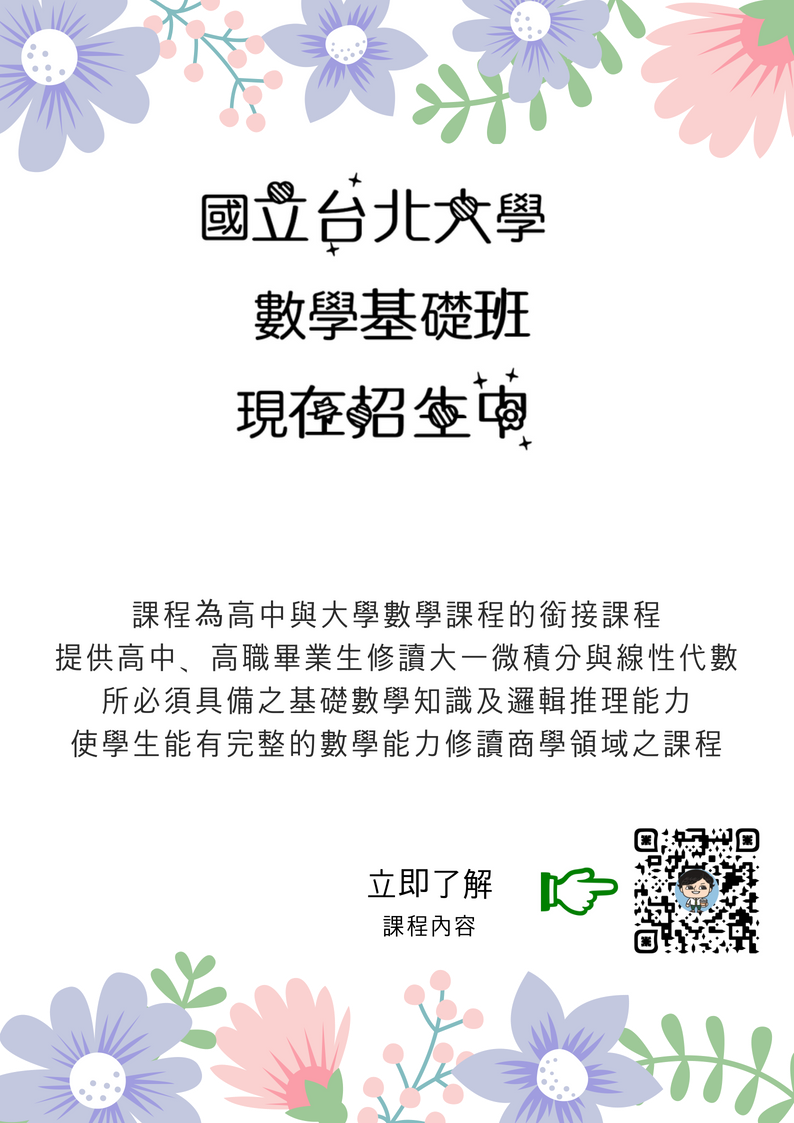 國立台北大學
數學基礎班
現在招生中
課程為高中與大學數學課程的銜接課程
提供高中、高職畢業生修讀大一微積分與線性代數
所必須具備之基礎數學知識及邏輯推理能力
使學生能有完整的數學能力修讀商學領域之課程
立即了解
課程內容